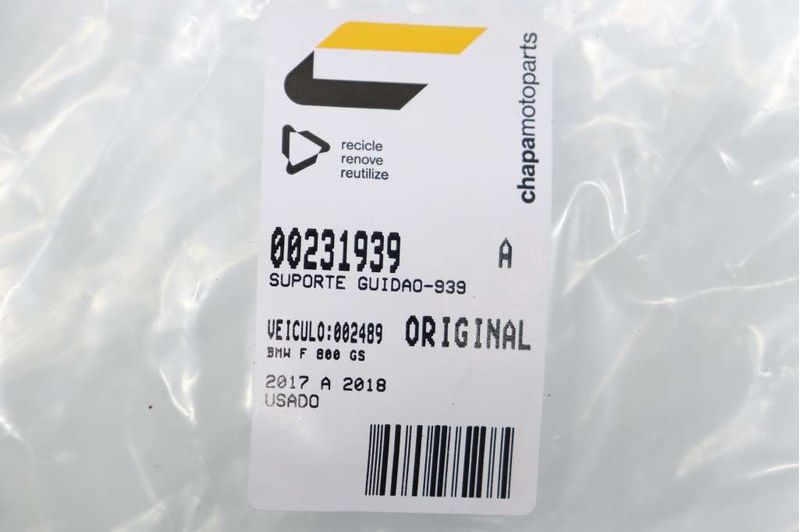 chapamotoparts
recicle
renove
reutilize
00231939 A
SUPORTE GUIDAO-939
VEICULO:002489 ORIGINAL
BMW F 800 GS
2017 A 2018
USADO